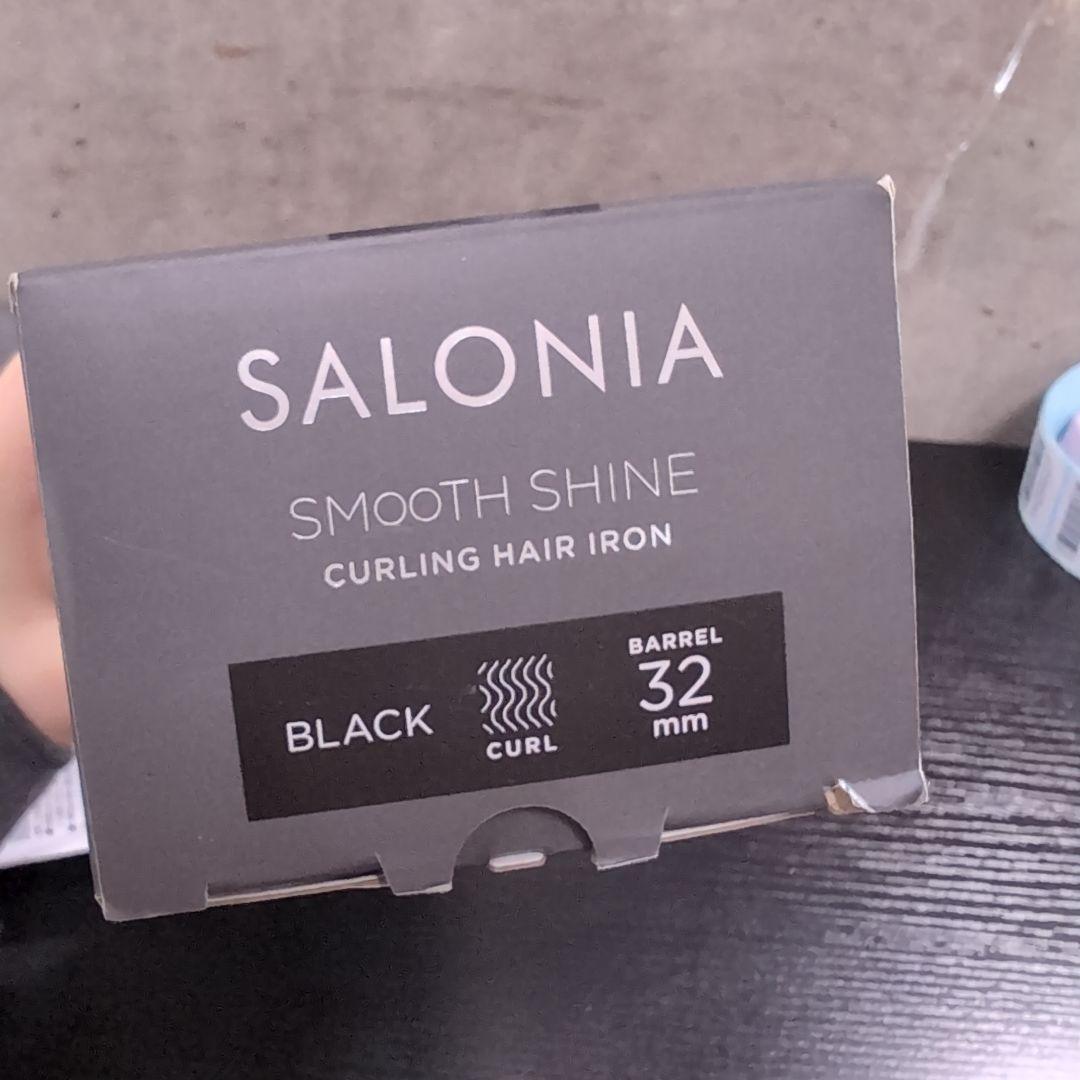 SALONIA
SMOOTH SHINE
CURLING HAIR IRON
BLACK
CURL
BARREL
32
mm